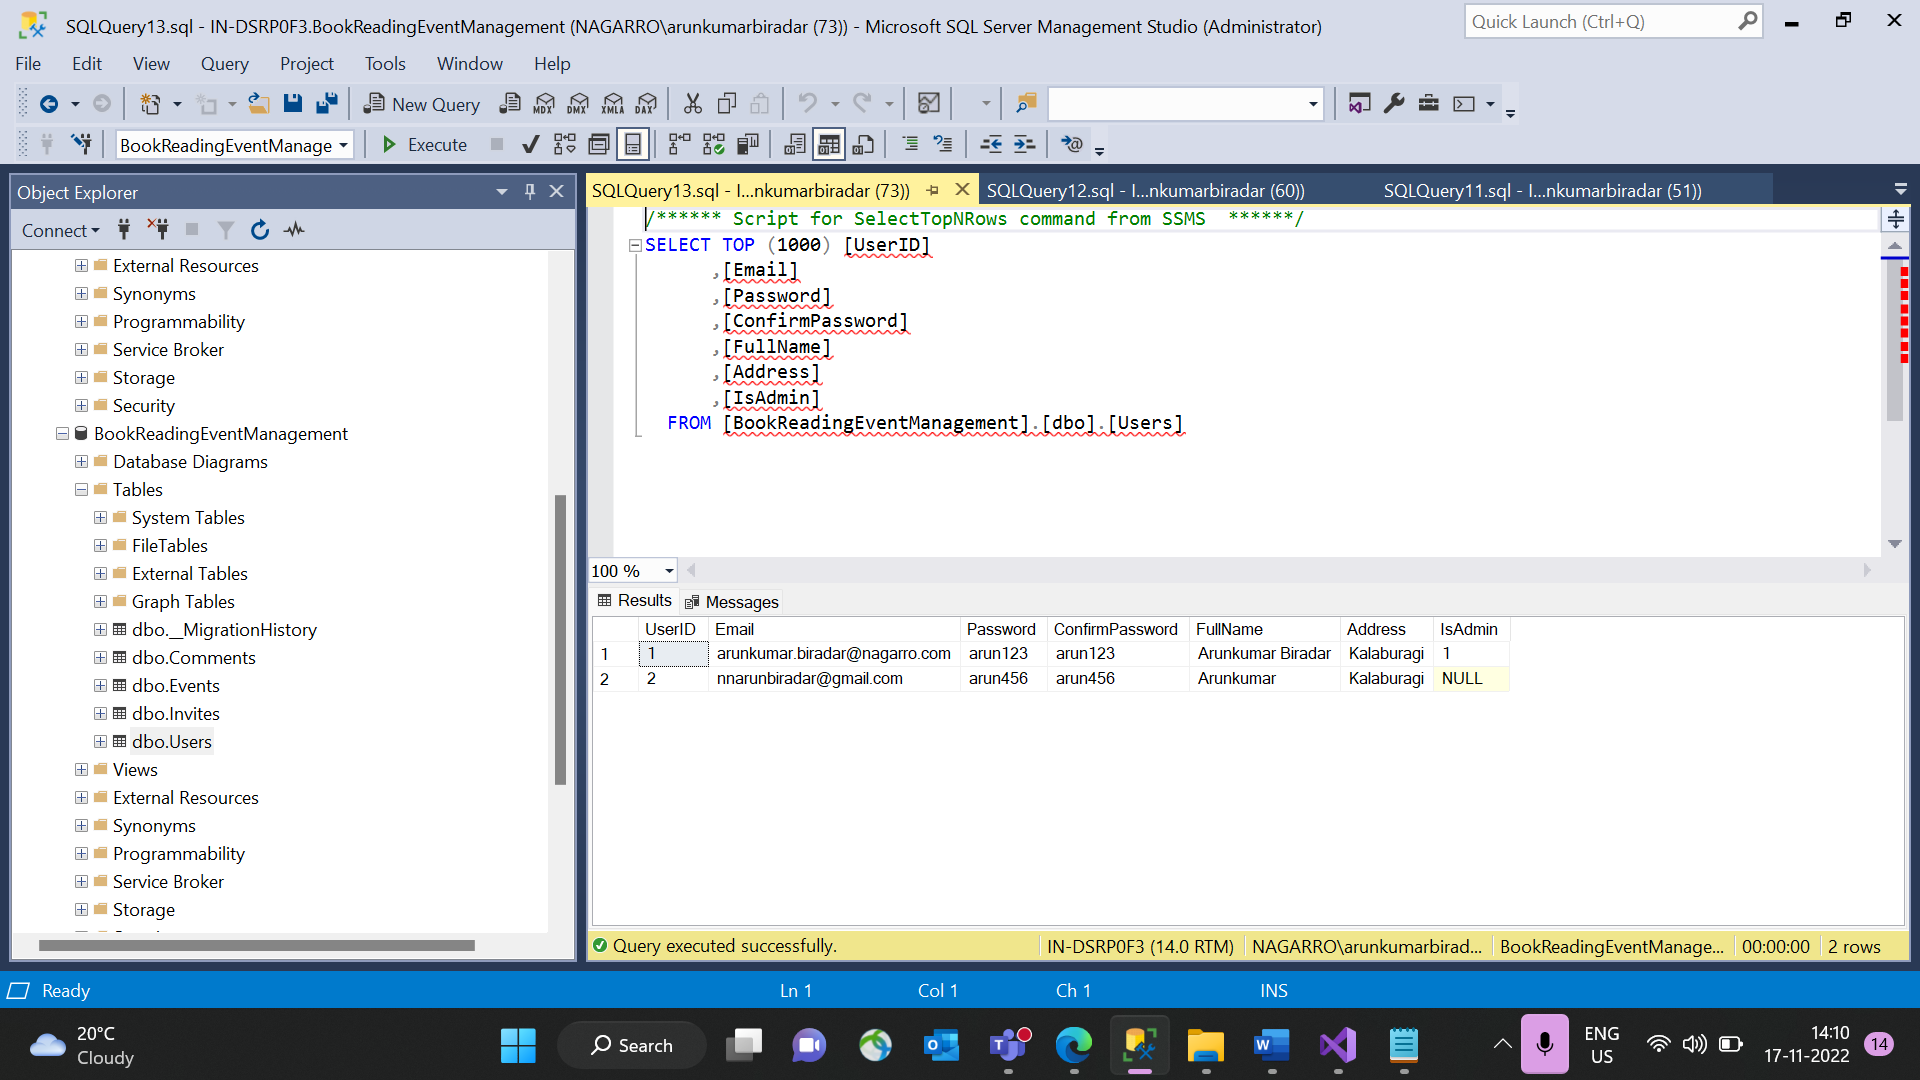 SQLQuery13.sql - IN-DSRP0F3.BookReadingEventManagement (NAGARRO\arunkumarbiradar (73)) - Microsoft SQL Server Management Studio (Administrator)
Quick Launch (Ctrl+Q)
File Edit View Query Project Tools Window Help
New Query MDX DMX XMLA DAX
BookReadingEventManage Execute
Object Explorer
Connect
External Resources
Synonyms
Programmability
Service Broker
Storage
Security
BookReadingEventManagement
Database Diagrams
Tables
System Tables
FileTables
External Tables
Graph Tables
dbo.__MigrationHistory
dbo.Comments
dbo.Events
dbo.Invites
dbo.Users
Views
External Resources
Synonyms
Programmability
Service Broker
Storage
SQLQuery13.sql - I...nkumarbiradar (73)) SQLQuery12.sql - I...nkumarbiradar (60)) SQLQuery11.sql - I...nkumarbiradar (51))
/****** Script for SelectTopNRows command from SSMS  ******/
SELECT TOP (1000) [UserID]
,[Email]
,[Password]
,[ConfirmPassword]
,[FullName]
,[Address]
,[IsAdmin]
FROM [BookReadingEventManagement].[dbo].[Users]
100 %
Results Messages
UserID Email Password ConfirmPassword FullName Address IsAdmin
1 1 arunkumar.biradar@nagarro.com arun123 arun123 Arunkumar Biradar Kalaburagi 1
2 2 nnarunbiradar@gmail.com arun456 arun456 Arunkumar Kalaburagi NULL
Query executed successfully. IN-DSRP0F3 (14.0 RTM) NAGARRO\arunkumarbirad... BookReadingEventManage... 00:00:00 2 rows
Ready Ln 1 Col 1 Ch 1 INS
20°C
Cloudy
Search
ENG
US
14:10
17-11-2022
14